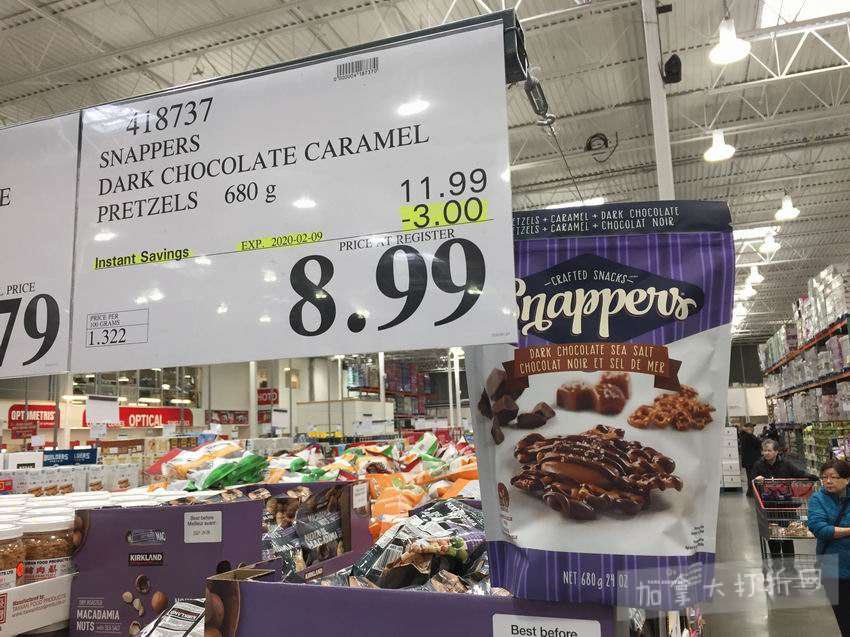 418737
SNAPPERS
DARK CHOCOLATE CARAMEL
PRETZELS 680 g
11.99
-3.00
Instant Savings
EXP. 2020-02-09
PRICE AT REGISTER
8.99
PRICE PER
100 GRAMS
1.322
E
PRICE
79
PRETZELS + CARAMEL + DARK CHOCOLATE
BRETZELS + CARAMEL + CHOCOLAT NOIR
CRAFTED SNACKS
Snappers
DARK CHOCOLATE SEA SALT
CHOCOLAT NOIR ET SEL DE MER
NET 680g 24 OZ
OPTOMETRIST
OPTICAL
Best before
KIRKLAND
DRY ROASTED
MACADAMIA
NUTS WITH SEA SALT
Best before
加拿大打折网